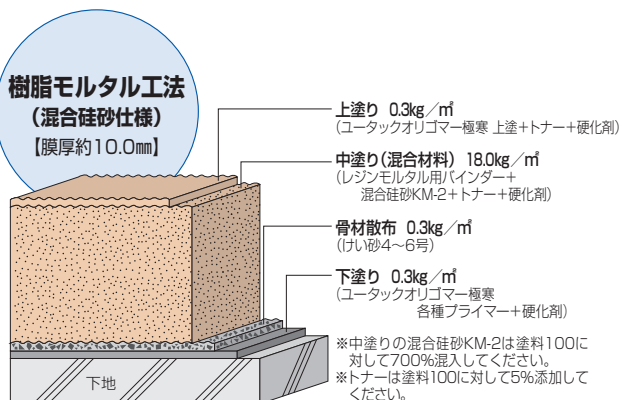 樹脂モルタル工法
（混合硅砂仕様）
【膜厚約10.0㎜】
上塗り 0.3kg／㎡
（ユータックオリゴマー極寒 上塗＋トナー＋硬化剤）
中塗り（混合材料） 18.0kg／㎡
（レジンモルタル用バインダー＋
混合硅砂KM-2＋トナー＋硬化剤）
骨材散布 0.3kg／㎡
（けい砂4〜6号）
下塗り 0.3kg／㎡
（ユータックオリゴマー極寒
各種プライマー＋硬化剤）
※中塗りの混合硅砂KM-2は塗料100に
対して700%混入してください。
※トナーは塗料100に対して5%添加して
ください。
下地